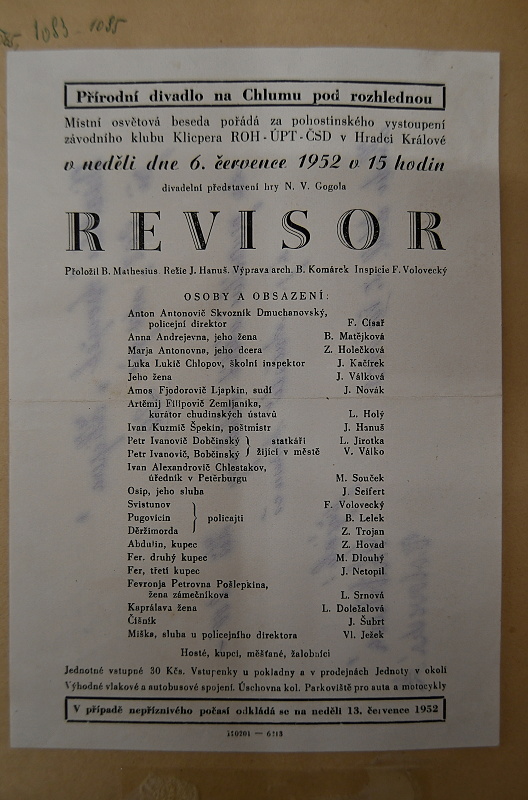 1083 - 1085
Přírodní divadlo na Chlumu pod rozhlednou
Místní osvětová beseda pořádá za pohostinského vystoupení
závodního klubu Klicpera ROH-ÚPT-ČSD v Hradci Králové
v neděli dne 6. července 1952 v 15 hodin
divadelní představení hry N. V. Gogola
REVISOR
Přoložil B. Mathesius Režie J. Hanuš. Výprava arch. B. Komárek Inspicie F. Volovecký
OSOBY A OBSAZENÍ:
Anton Antonovič Skvozník Dmuchanovský,
policejní direktor F. Císař
Anna Andrejevna, jeho žena B. Matějková
Marja Antonovna, jeho dcera Z. Holečková
Luka Lukič Chlopov, školní inspektor J. Kačírek
Jeho žena J. Válková
Amos Fjodorovič Ljapkin, sudí J. Novák
Artěmij Filipovič Zemljanika,
kurátor chudinských ústavů L. Holý
Ivan Kuzmič Špekin, poštmistr J. Hanuš
Petr Ivanovič Dobčinský } statkáři L. Jirotka
Petr Ivanovič, Bobčinský } žijící v městě V. Válko
Ivan Alexandrovič Chlestakov,
úředník v Petěrburgu M. Souček
Osip, jeho sluha J. Seifert
Svistunov F. Volovecký
Pugovicin } policajti B. Lelek
Děržimorda Z. Trojan
Abdulin, kupec Z. Hovad
Fer. druhý kupec M. Dlouhý
Fer, třetí kupec J. Netopil
Fevronja Petrovna Pošlepkina,
žena zámečníkova L. Srnová
Kaprálava žena L. Doležalová
Číšník J. Šubrt
Miška, sluha u policejního direktora Vl. Ježek
Hosté, kupci, měšťané, žalobníci
Jednotné vstupné 30 Kčs. Vstupenky u pokladny a v prodejnách Jednoty v okolí
Výhodné vlakové a autobusové spojení. Úschovna kol. Parkoviště pro auta a motocykly
V případě nepříznivého počasí odkládá se na neděli 13. července 1952